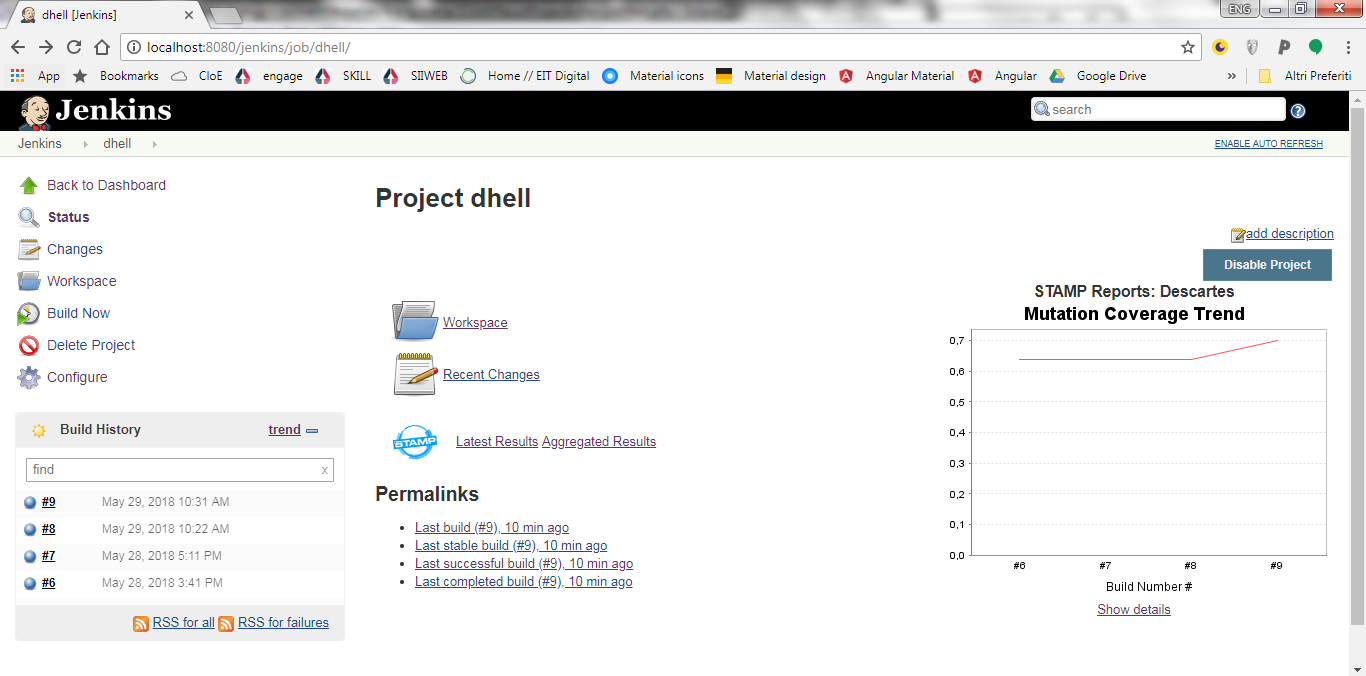 dhell [Jenkins]
ENG
localhost:8080/jenkins/job/dhell/
App Bookmarks CloE engage SKILL SIIWEB Home // EIT Digital Material icons Material design Angular Material Angular Google Drive » Altri Preferiti
Jenkins
search
Jenkins dhell
ENABLE AUTO REFRESH
Back to Dashboard
Status
Changes
Workspace
Build Now
Delete Project
Configure
Build History trend
find x
#9 May 29, 2018 10:31 AM
#8 May 29, 2018 10:22 AM
#7 May 28, 2018 5:11 PM
#6 May 28, 2018 3:41 PM
RSS for all RSS for failures
Project dhell
add description
Disable Project
Workspace
Recent Changes
STAMP
Latest Results Aggregated Results
Permalinks
Last build (#9), 10 min ago
Last stable build (#9), 10 min ago
Last successful build (#9), 10 min ago
Last completed build (#9), 10 min ago
STAMP Reports: Descartes
Mutation Coverage Trend
0,7
0,6
0,5
0,4
0,3
0,2
0,1
0,0
#6 #7 #8 #9
Build Number #
Show details